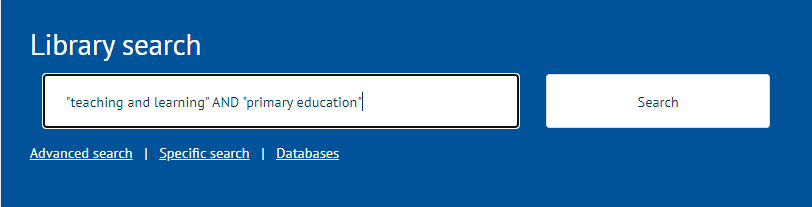 Library search
"teaching and learning" AND "primary education"
Search
Advanced search | Specific search | Databases